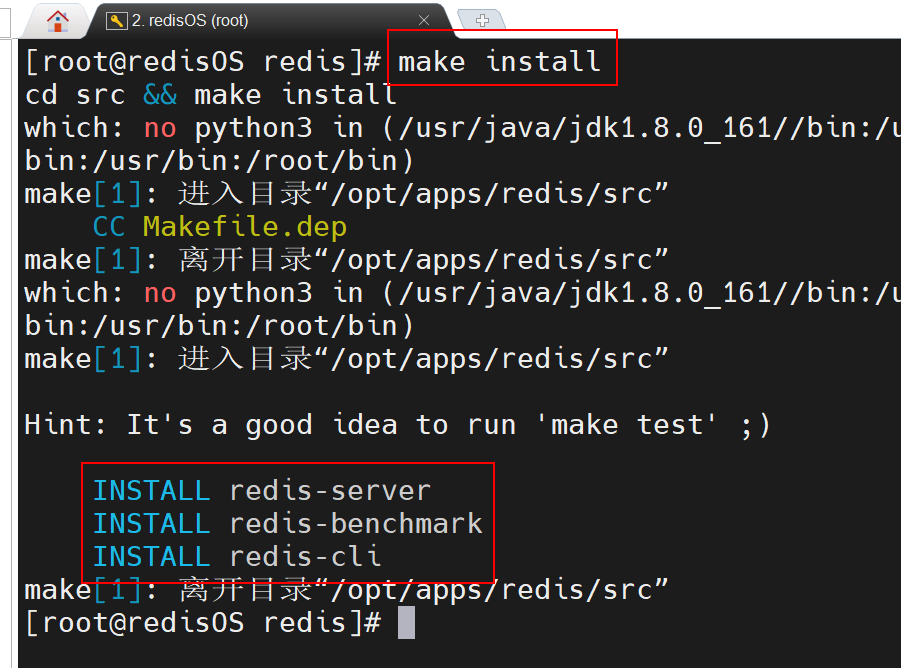 2. redisOS (root)
[root@redisOS redis]# make install
cd src && make install
which: no python3 in (/usr/java/jdk1.8.0_161//bin:/u
bin:/usr/bin:/root/bin)
make[1]: 进入目录“/opt/apps/redis/src”
CC Makefile.dep
make[1]: 离开目录“/opt/apps/redis/src”
which: no python3 in (/usr/java/jdk1.8.0_161//bin:/u
bin:/usr/bin:/root/bin)
make[1]: 进入目录“/opt/apps/redis/src”
Hint: It's a good idea to run 'make test' ;)
INSTALL redis-server
INSTALL redis-benchmark
INSTALL redis-cli
make[1]: 离开目录“/opt/apps/redis/src”
[root@redisOS redis]#